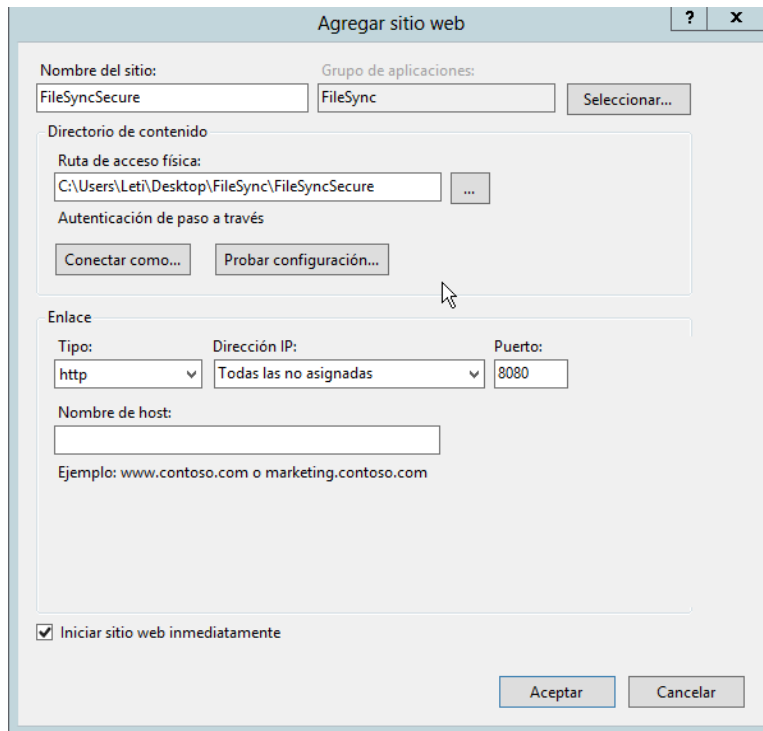 Agregar sitio web
? x
Nombre del sitio: Grupo de aplicaciones:
FileSyncSecure FileSync Seleccionar...
Directorio de contenido
Ruta de acceso física:
C:\Users\Leti\Desktop\FileSync\FileSyncSecure ...
Autenticación de paso a través
Conectar como... Probar configuración...
Enlace
Tipo: Dirección IP: Puerto:
http Todas las no asignadas 8080
Nombre de host:
Ejemplo: www.contoso.com o marketing.contoso.com
Iniciar sitio web inmediatamente
Aceptar Cancelar